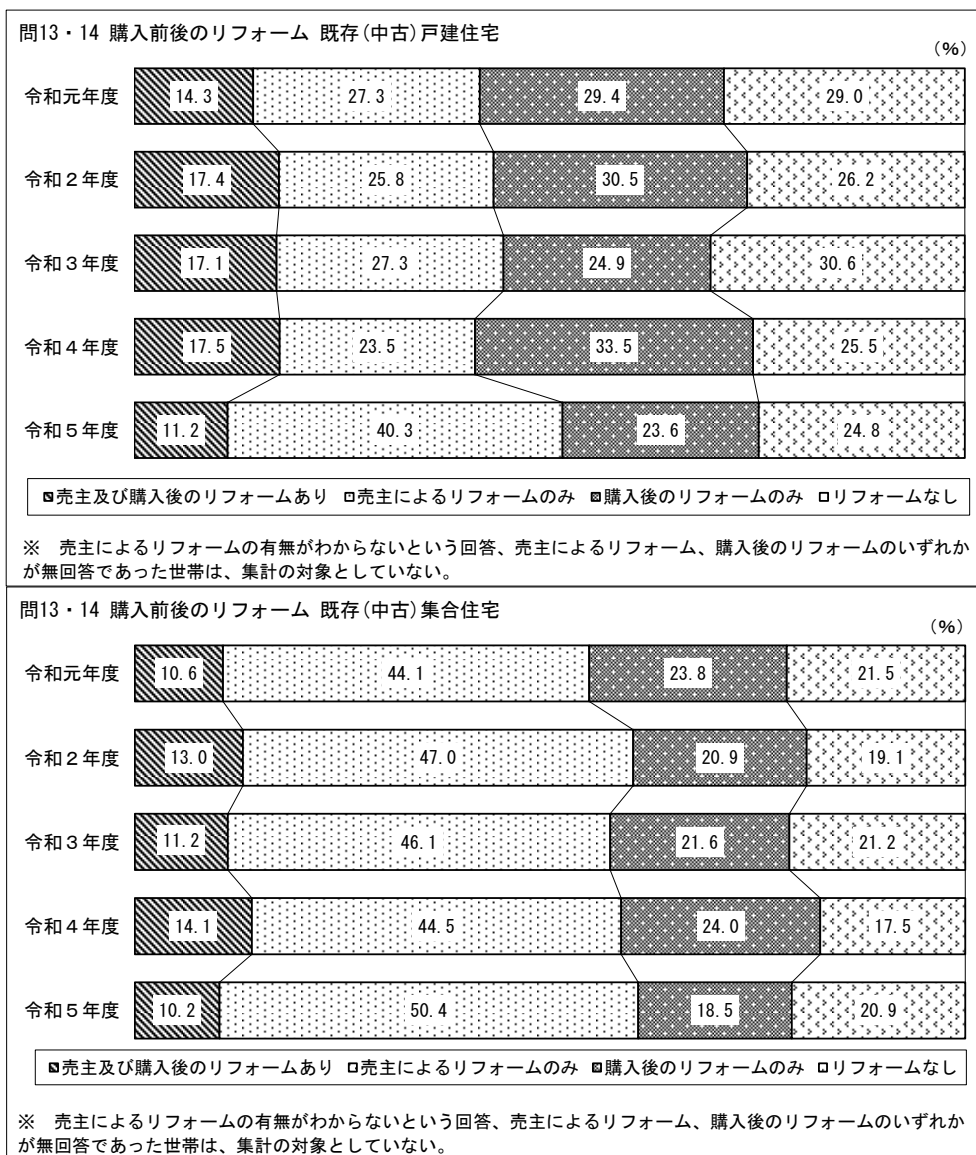 問13・14 購入前後のリフォーム 既存(中古)戸建住宅
(%)
令和元年度 14.3 27.3 29.4 29.0
令和２年度 17.4 25.8 30.5 26.2
令和３年度 17.1 27.3 24.9 30.6
令和４年度 17.5 23.5 33.5 25.5
令和５年度 11.2 40.3 23.6 24.8
売主及び購入後のリフォームあり 売主によるリフォームのみ 購入後のリフォームのみ リフォームなし
※　売主によるリフォームの有無がわからないという回答、売主によるリフォーム、購入後のリフォームのいずれか
が無回答であった世帯は、集計の対象としていない。
問13・14 購入前後のリフォーム 既存(中古)集合住宅
(%)
令和元年度 10.6 44.1 23.8 21.5
令和２年度 13.0 47.0 20.9 19.1
令和３年度 11.2 46.1 21.6 21.2
令和４年度 14.1 44.5 24.0 17.5
令和５年度 10.2 50.4 18.5 20.9
売主及び購入後のリフォームあり 売主によるリフォームのみ 購入後のリフォームのみ リフォームなし
※　売主によるリフォームの有無がわからないという回答、売主によるリフォーム、購入後のリフォームのいずれか
が無回答であった世帯は、集計の対象としていない。